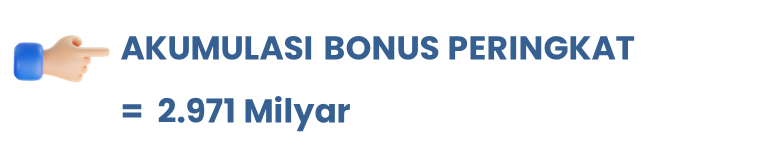 AKUMULASI BONUS PERINGKAT
= 2.971 Milyar